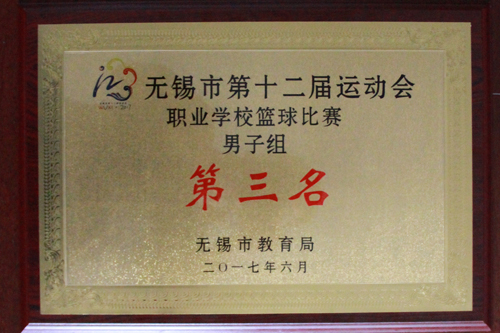 无锡市第十二届运动会
职业学校篮球比赛
男子组
第三名
无锡市教育局
二〇一七年六月